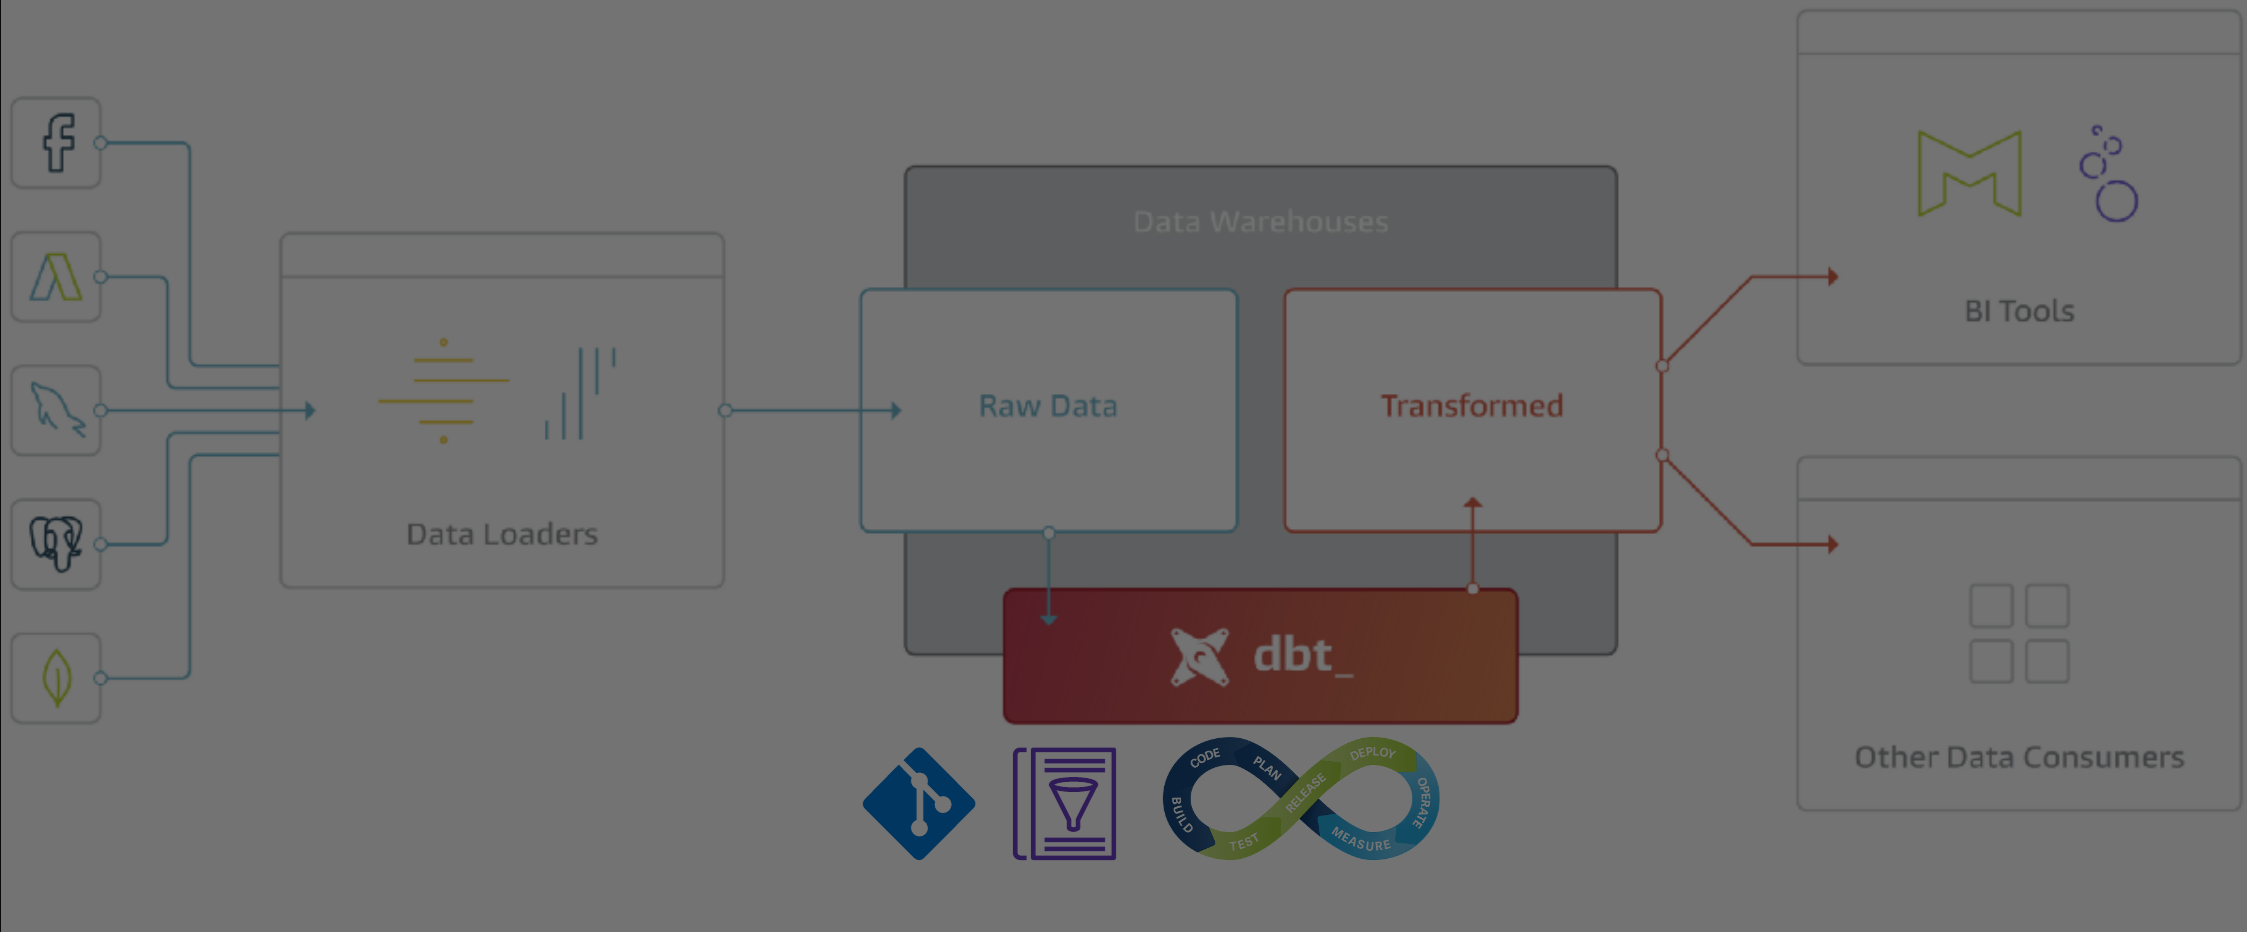 Data Loaders
Data Warehouses
Raw Data
Transformed
dbt_
BI Tools
Other Data Consumers
CODE
PLAN
BUILD
TEST
RELEASE
DEPLOY
OPERATE
MEASURE